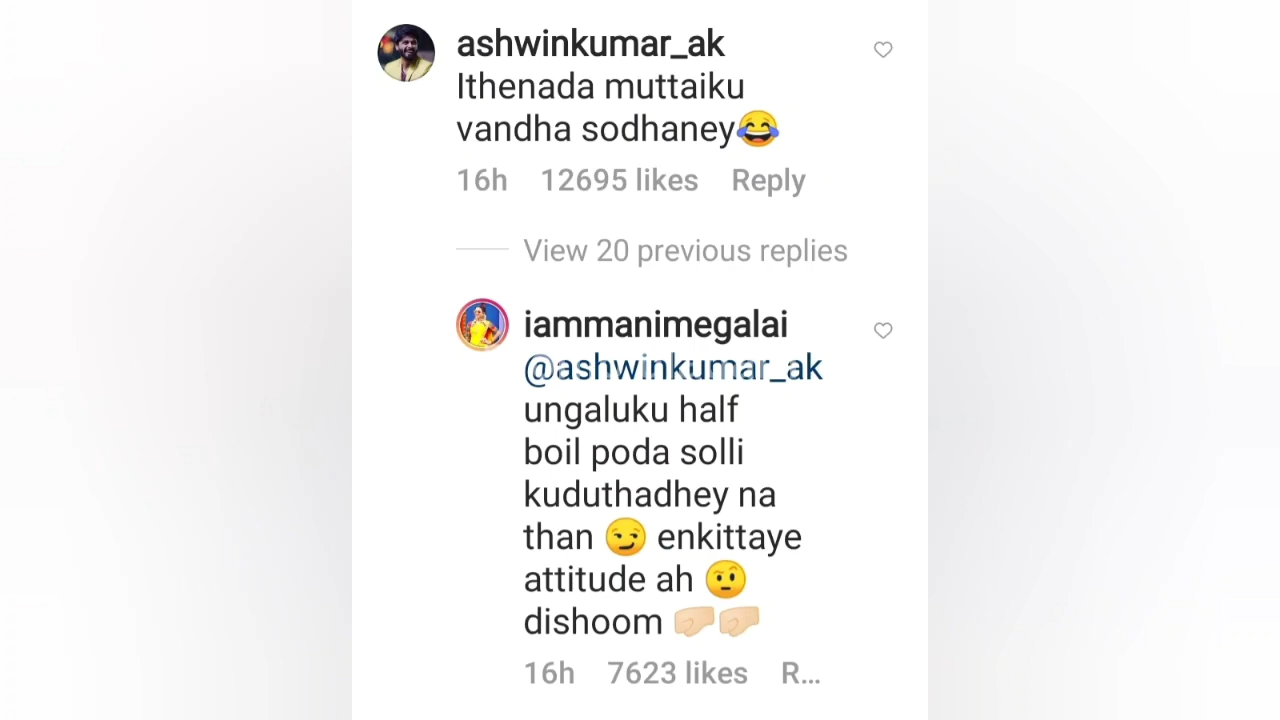 ashwinkumar_ak
Ithenada muttaiku
vandha sodhaney😂
16h 12695 likes Reply
View 20 previous replies
iammanimegalai
@ashwinkumar_ak
ungaluku half
boil poda solli
kuduthadhey na
than 😏 enkittaye
attitude ah 🤨
dishoom 🤛🏻🤛🏻
16h 7623 likes R...